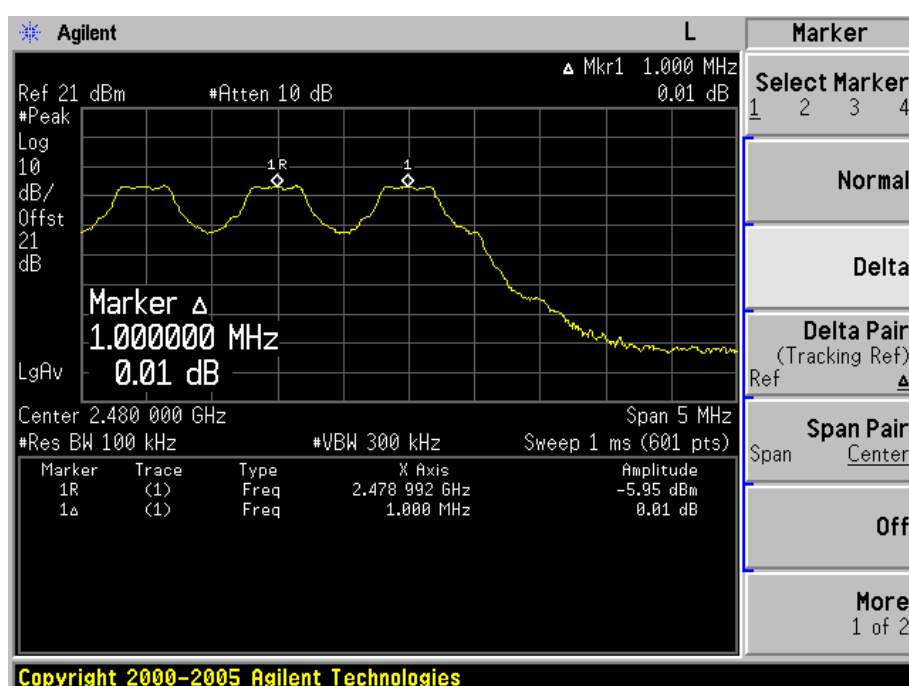 Agilent L
Δ Mkr1 1.000 MHz
Ref 21 dBm #Atten 10 dB 0.01 dB
#Peak
Log
10
dB/
Offst
21
dB
1R 1
Marker Δ
1.000000 MHz
0.01 dB
LgAv
Center 2.480 000 GHz Span 5 MHz
#Res BW 100 kHz #VBW 300 kHz Sweep 1 ms (601 pts)
Marker Trace Type X Axis Amplitude
1R (1) Freq 2.478 992 GHz -5.95 dBm
1Δ (1) Freq 1.000 MHz 0.01 dB
Copyright 2000-2005 Agilent Technologies
Marker
Select Marker
1 2 3 4
Normal
Delta
Delta Pair
(Tracking Ref)
Ref Δ
Span Pair
Span Center
Off
More
1 of 2